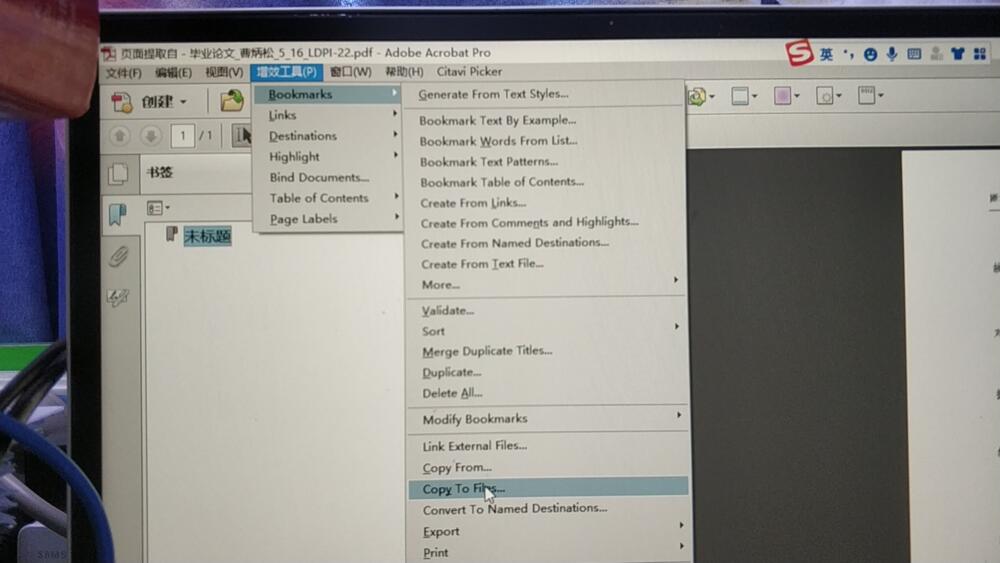 页面提取自 - 毕业论文_曹炳松_5_16_LDPI-22.pdf - Adobe Acrobat Pro
S 英
文件(F) 编辑(E) 视图(V) 增效工具(P) 窗口(W) 帮助(H) Citavi Picker
创建
1 / 1
书签
未标题
Bookmarks
Links
Destinations
Highlight
Bind Documents...
Table of Contents
Page Labels
Generate From Text Styles...
Bookmark Text By Example...
Bookmark Words From List...
Bookmark Text Patterns...
Bookmark Table of Contents...
Create From Links...
Create From Comments and Highlights...
Create From Named Destinations...
Create From Text File...
More...
Validate...
Sort
Merge Duplicate Titles...
Duplicate...
Delete All...
Modify Bookmarks
Link External Files...
Copy From...
Copy To Files...
Convert To Named Destinations...
Export
Print
SAMS